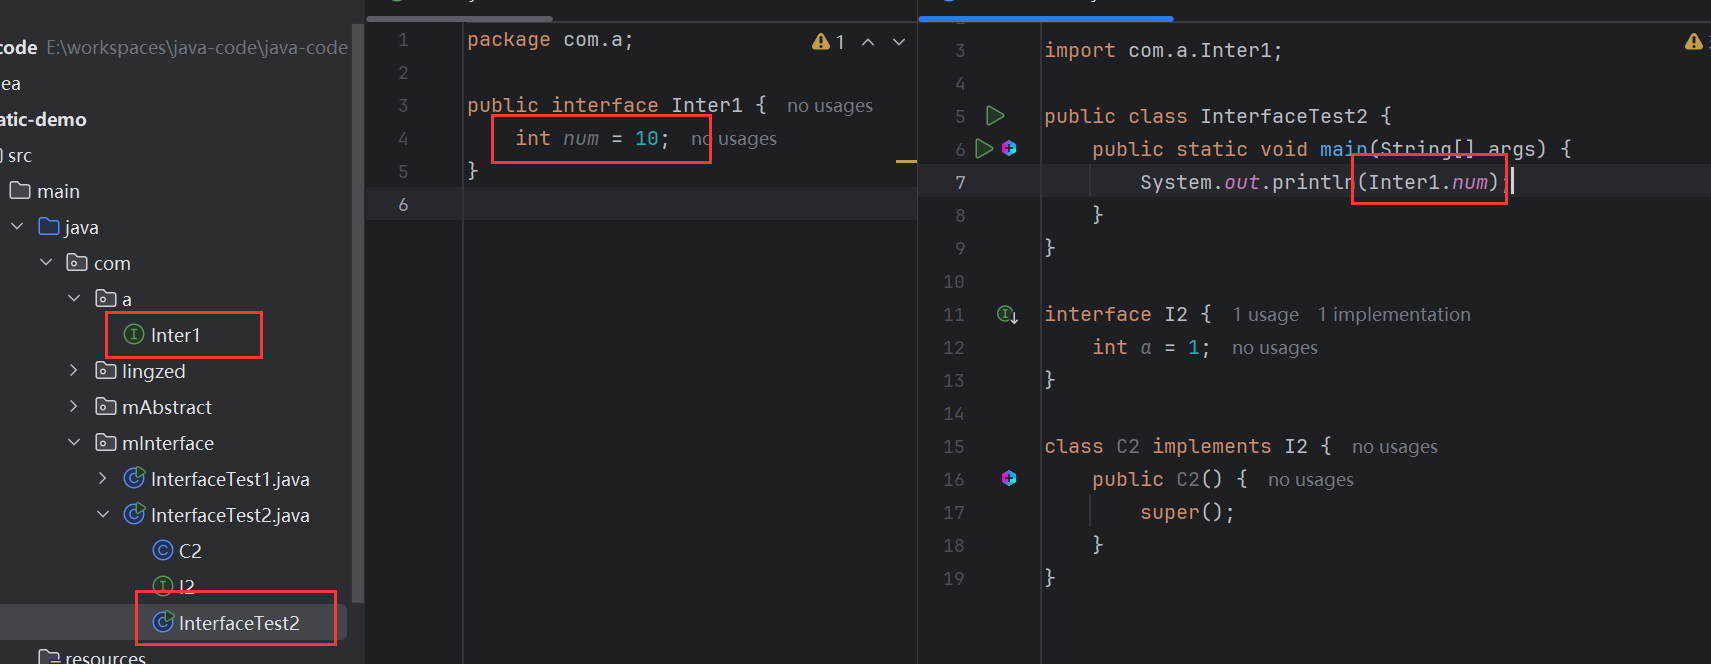 code E:\workspaces\java-code\java-code
ea
atic-demo
src
main
java
com
a
Inter1
lingzed
mAbstract
mInterface
InterfaceTest1.java
InterfaceTest2.java
C2
I2
InterfaceTest2
resources
1 package com.a;
1
2
3 public interface Inter1 { no usages
4 int num = 10; no usages
5 }
6
3 import com.a.Inter1;
4
5 public class InterfaceTest2 {
6 public static void main(String[] args) {
7 System.out.println(Inter1.num);
8 }
9 }
10
11 interface I2 { 1 usage 1 implementation
12 int a = 1; no usages
13 }
14
15 class C2 implements I2 { no usages
16 public C2() { no usages
17 super();
18 }
19 }